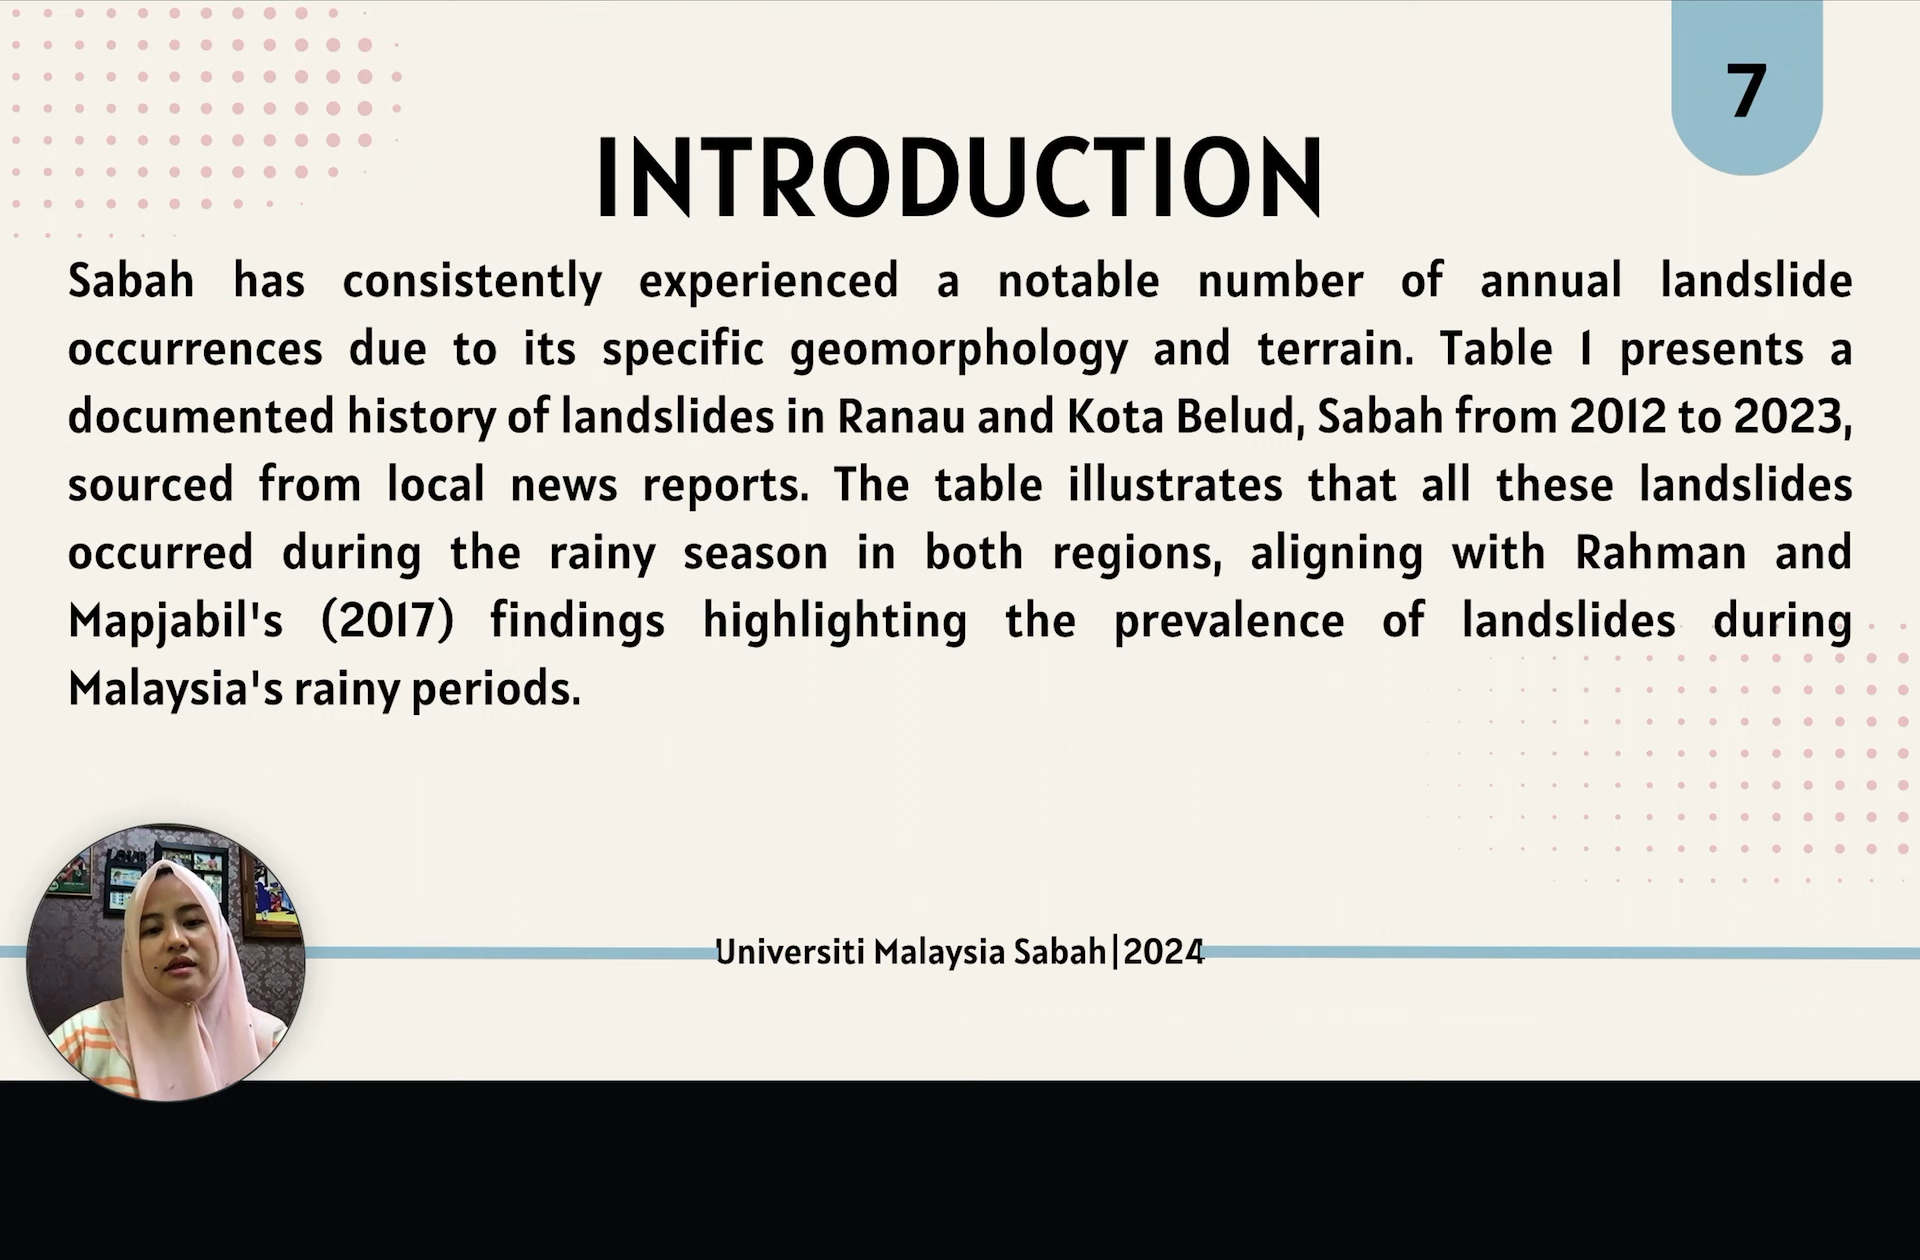 7
INTRODUCTION
Sabah has consistently experienced a notable number of annual landslide
occurrences due to its specific geomorphology and terrain. Table 1 presents a
documented history of landslides in Ranau and Kota Belud, Sabah from 2012 to 2023,
sourced from local news reports. The table illustrates that all these landslides
occurred during the rainy season in both regions, aligning with Rahman and
Mapjabil's (2017) findings highlighting the prevalence of landslides during
Malaysia's rainy periods.
Universiti Malaysia Sabah|2024